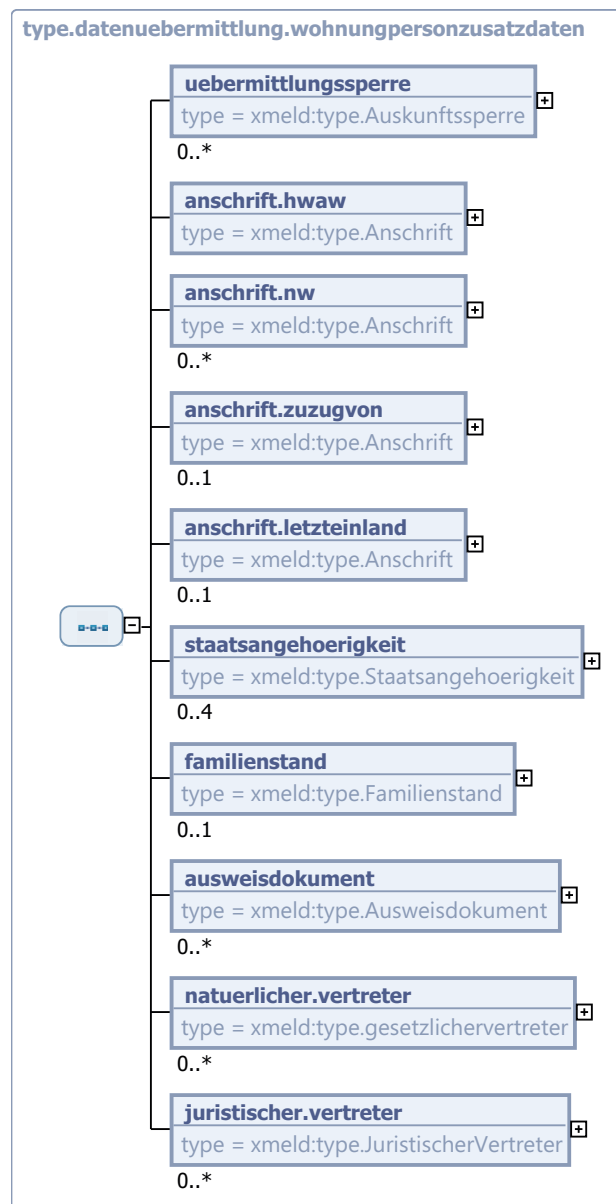 type.datenuebermittlung.wohnungpersonzusatzdaten
uebermittlungssperre
type = xmeld:type.Auskunftssperre
0..*
anschrift.hwaw
type = xmeld:type.Anschrift
anschrift.nw
type = xmeld:type.Anschrift
0..*
anschrift.zuzugvon
type = xmeld:type.Anschrift
0..1
anschrift.letzteinland
type = xmeld:type.Anschrift
0..1
staatsangehoerigkeit
type = xmeld:type.Staatsangehoerigkeit
0..4
familienstand
type = xmeld:type.Familienstand
0..1
ausweisdokument
type = xmeld:type.Ausweisdokument
0..*
natuerlicher.vertreter
type = xmeld:type.gesetzlichervertreter
0..*
juristischer.vertreter
type = xmeld:type.JuristischerVertreter
0..*